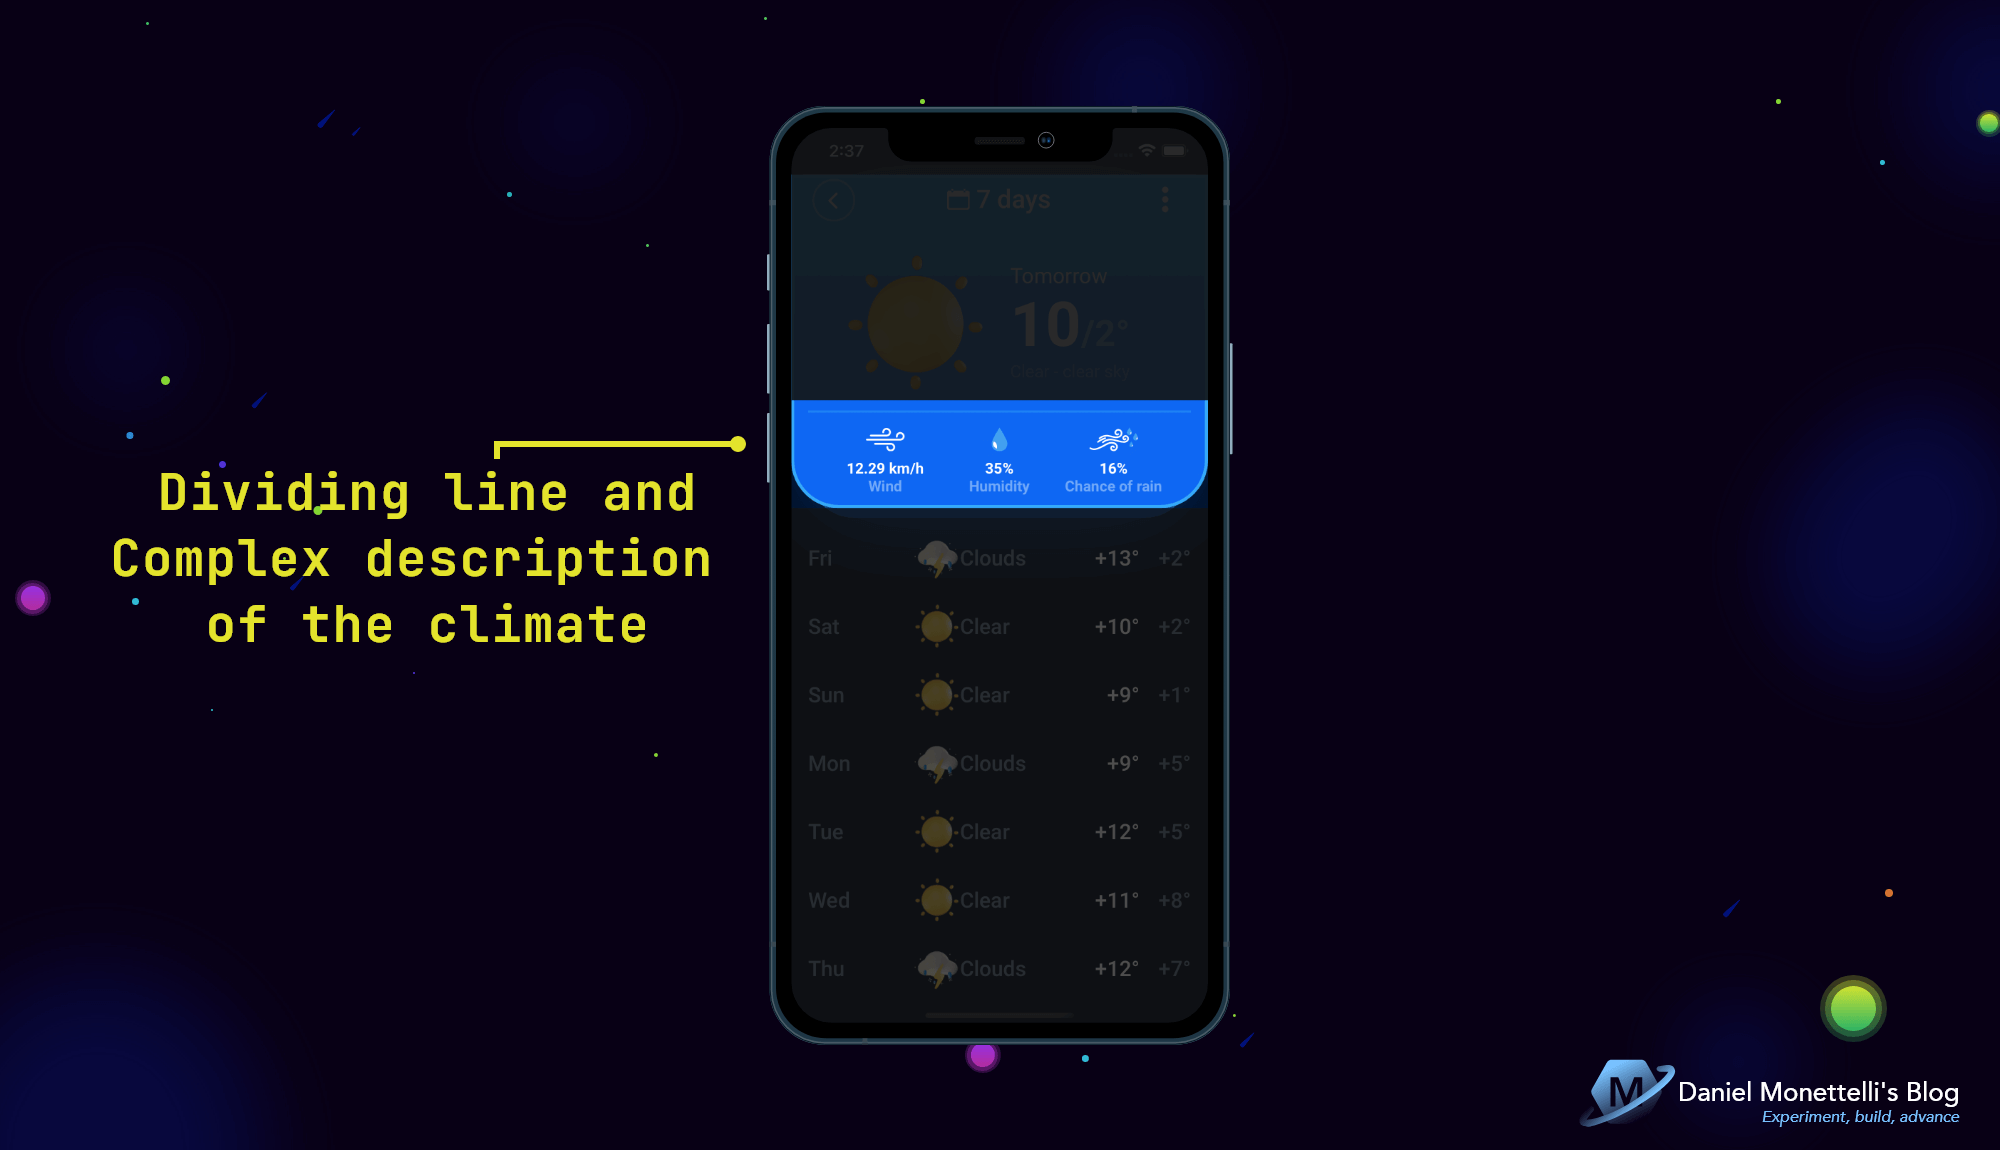 2:37
7 days
Tomorrow
10/2°
Clear - clear sky
12.29 km/h
Wind
35%
Humidity
16%
Chance of rain
Dividing line and
Complex description
of the climate
Fri Clouds +13° +2°
Sat Clear +10° +2°
Sun Clear +9° +1°
Mon Clouds +9° +5°
Tue Clear +12° +5°
Wed Clear +11° +8°
Thu Clouds +12° +7°
M
Daniel Monettelli's Blog
Experiment, build, advance